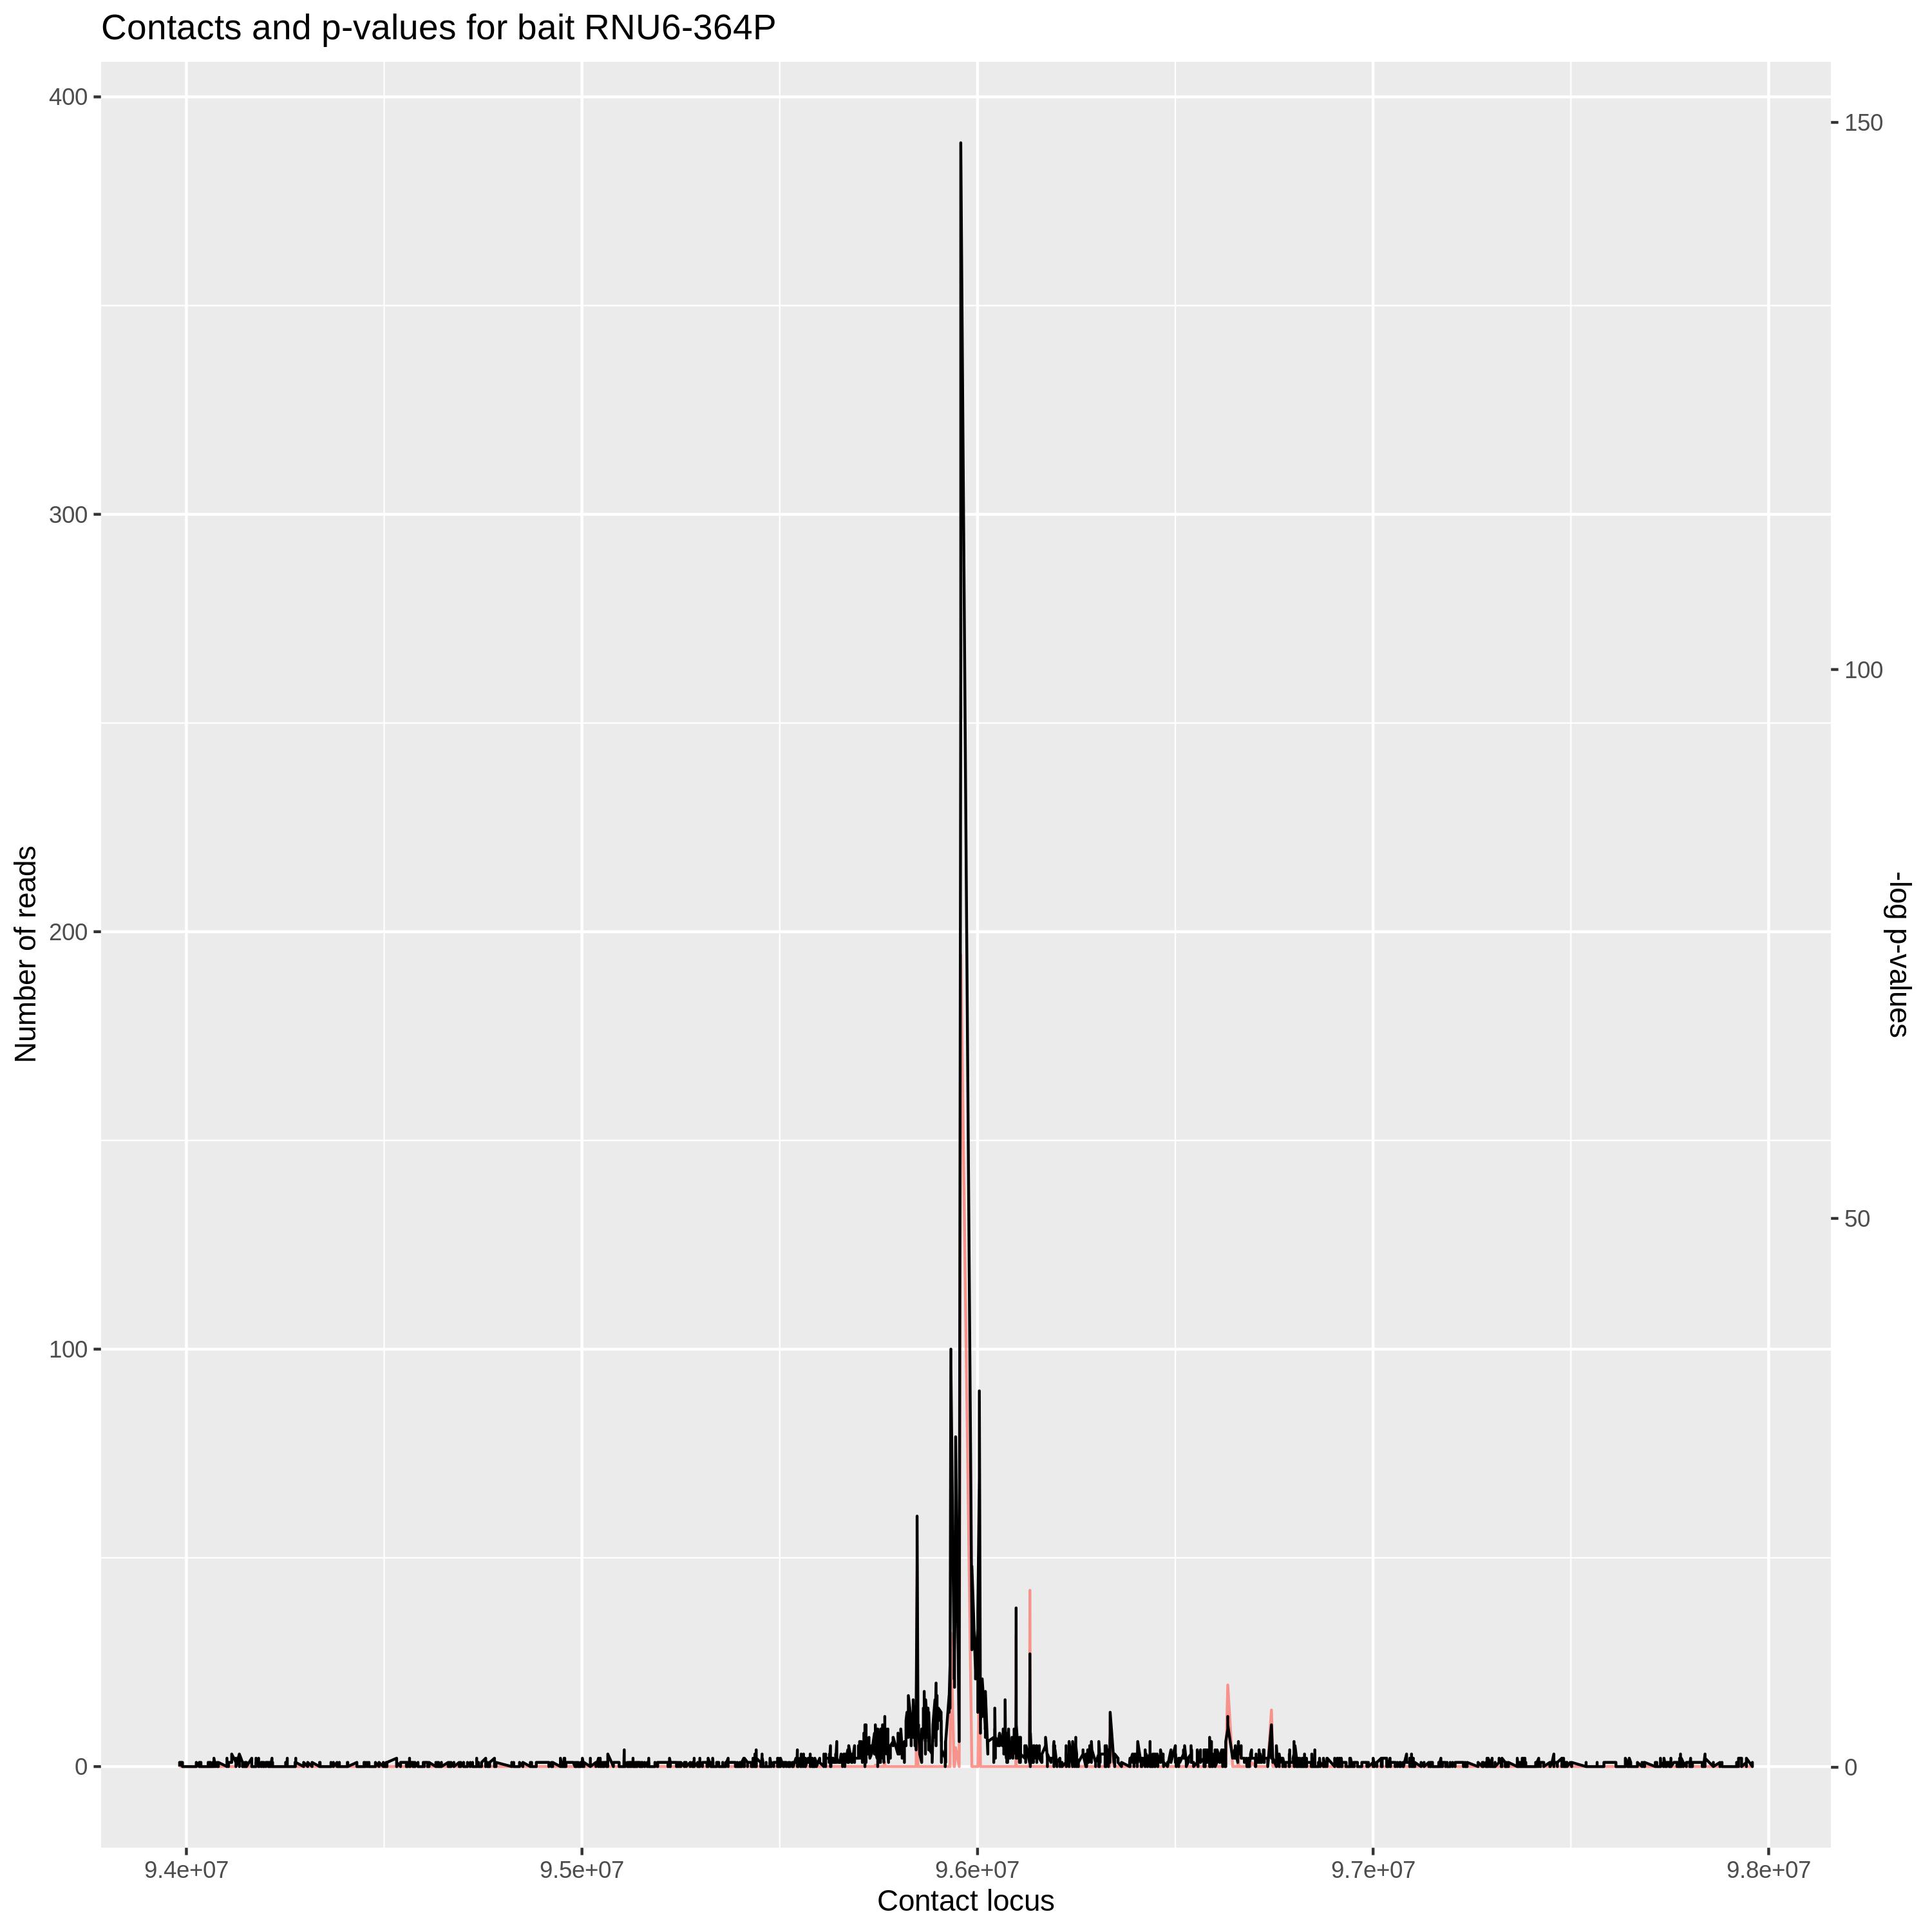 Contacts and p-values for bait RNU6-364P
400
300
200
100
0
150
100
50
0
Number of reads
-log p-values
9.4e+07
9.5e+07
9.6e+07
9.7e+07
9.8e+07
Contact locus